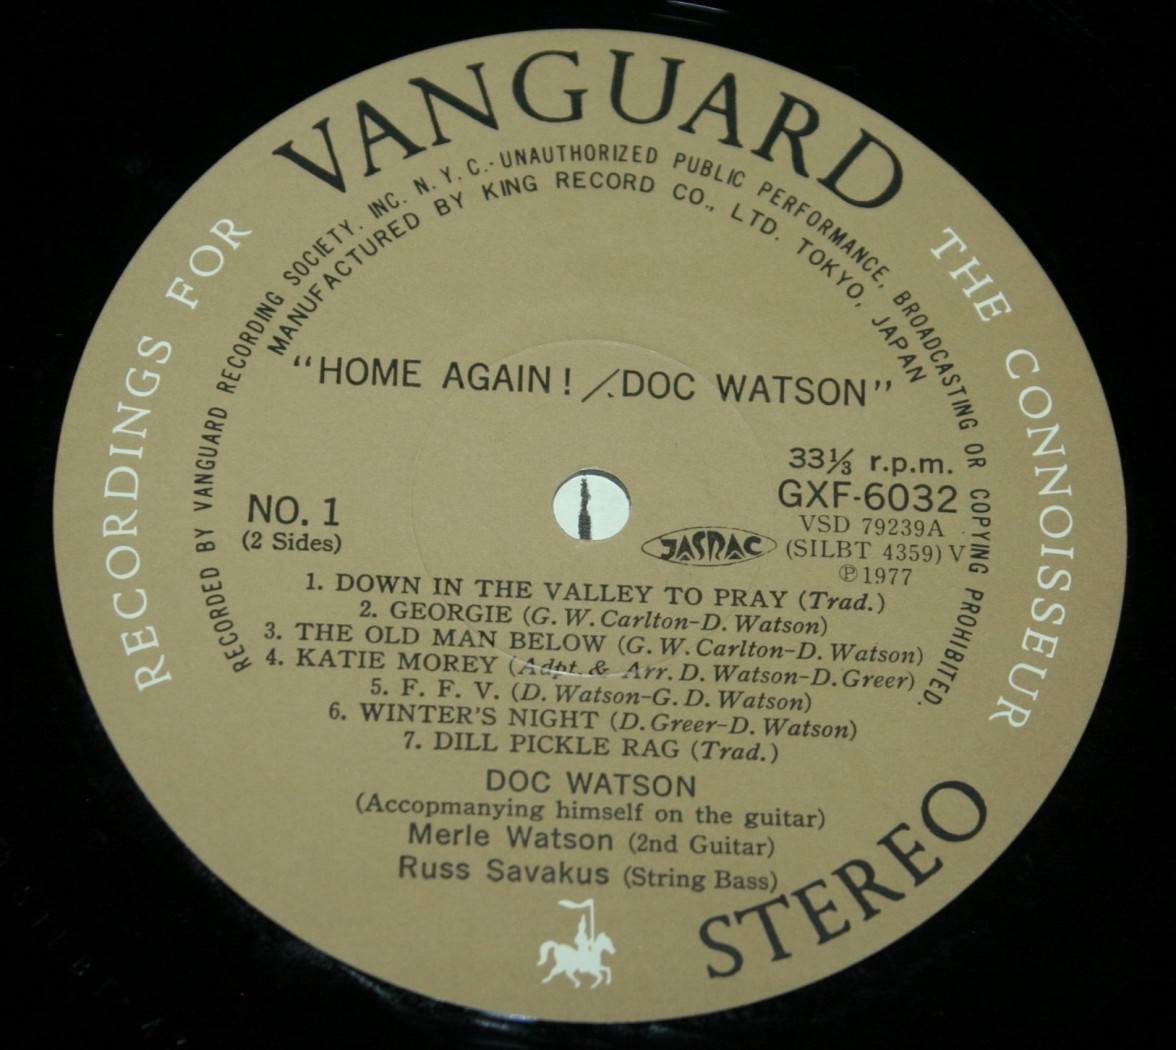 VANGUARD
RECORDINGS FOR THE CONNOISSEUR
RECORDED BY VANGUARD RECORDING SOCIETY. INC. N. Y. C.·UNAUTHORIZED PUBLIC PERFORMANCE, BROADCASTING OR COPYING PROHIBITED.
MANUFACTURED BY KING RECORD CO., LTD. TOKYO, JAPAN
"HOME AGAIN! / DOC WATSON"
33⅓ r.p.m.
GXF-6032
VSD 79239A
(SILBT 4359) V
℗1977
NO. 1
(2 Sides)
JASRAC
1. DOWN IN THE VALLEY TO PRAY (Trad.)
2. GEORGIE (G. W. Carlton-D. Watson)
3. THE OLD MAN BELOW (G. W. Carlton-D. Watson)
4. KATIE MOREY (Adpt. & Arr. D. Watson-D. Greer)
5. F. F. V. (D. Watson-G. D. Watson)
6. WINTER'S NIGHT (D. Greer-D. Watson)
7. DILL PICKLE RAG (Trad.)
DOC WATSON
(Accopmanying himself on the guitar)
Merle Watson (2nd Guitar)
Russ Savakus (String Bass)
STEREO